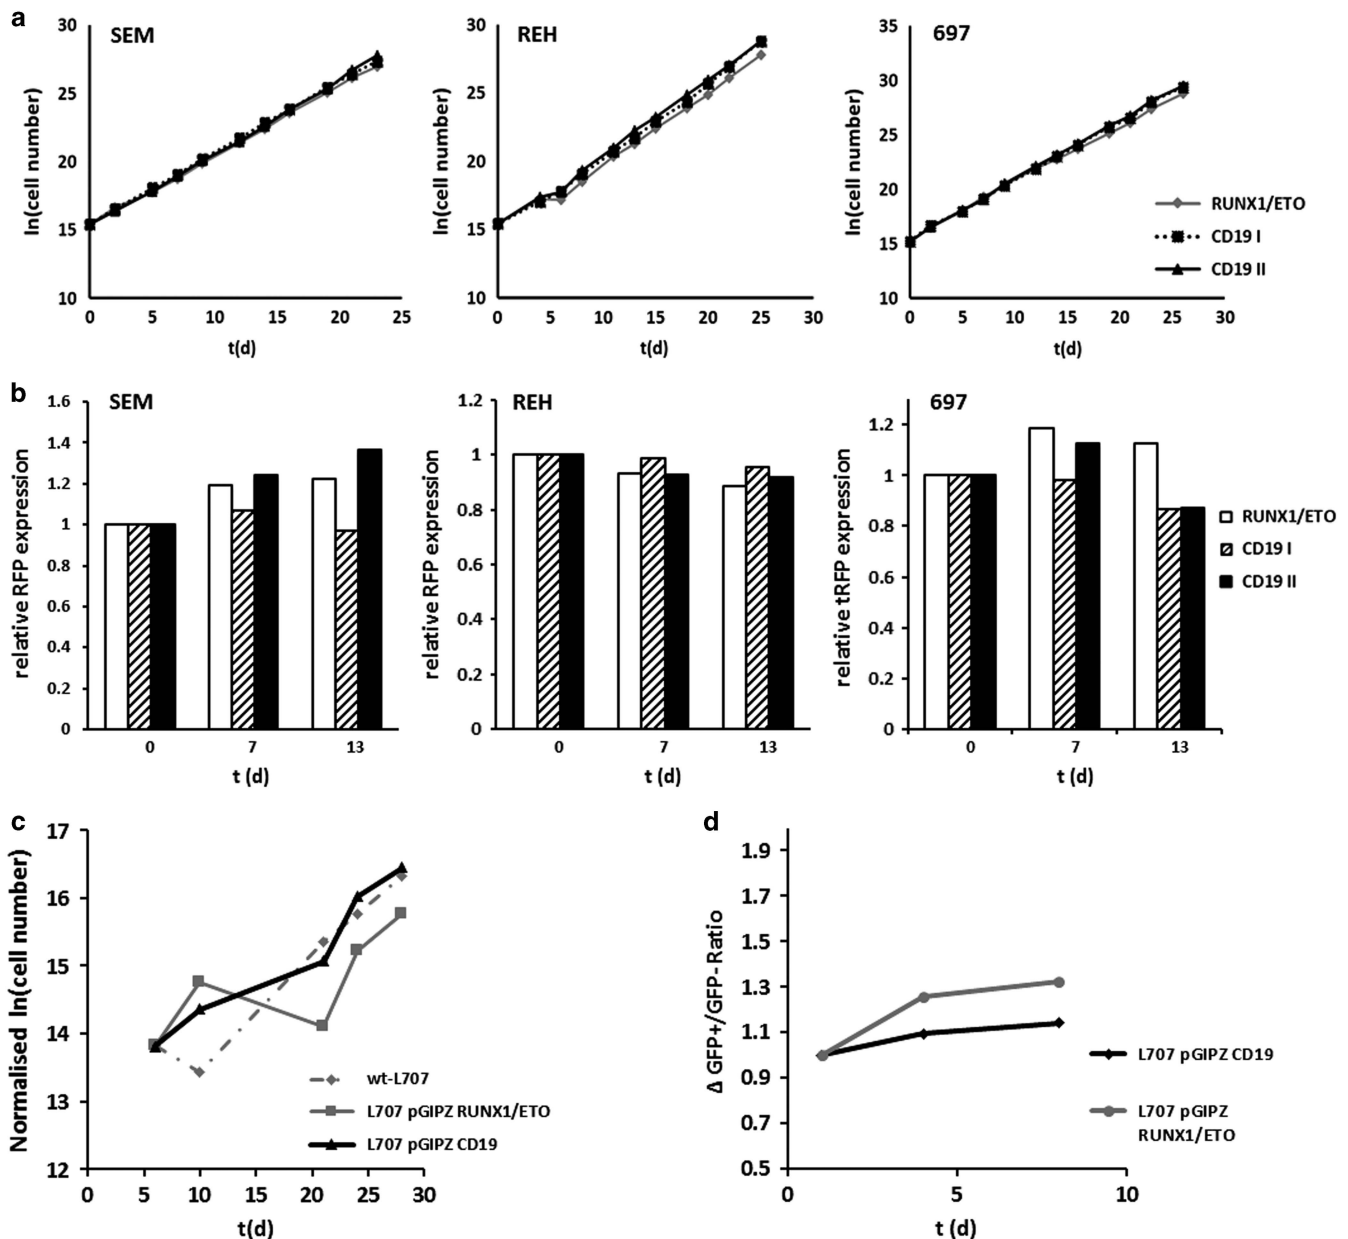 a
SEM
ln(cell number)
30
25
20
15
10
0 5 10 15 20 25
t(d)
REH
ln(cell number)
30
25
20
15
10
0 5 10 15 20 25 30
t(d)
697
ln(cell number)
35
30
25
20
15
10
0 5 10 15 20 25 30
t(d)
RUNX1/ETO
CD19 I
CD19 II
b
SEM
relative RFP expression
1.6
1.4
1.2
1
0.8
0.6
0.4
0.2
0
0 7 13
t (d)
REH
relative RFP expression
1.2
1
0.8
0.6
0.4
0.2
0
0 7 13
t (d)
697
relative tRFP expression
1.2
1
0.8
0.6
0.4
0.2
0
0 7 13
t (d)
RUNX1/ETO
CD19 I
CD19 II
c
Normalised ln(cell number)
17
16
15
14
13
12
0 5 10 15 20 25 30
t(d)
wt-L707
L707 pGIPZ RUNX1/ETO
L707 pGIPZ CD19
d
Δ GFP+/GFP-Ratio
1.9
1.7
1.5
1.3
1.1
0.9
0.7
0.5
0 5 10
t (d)
L707 pGIPZ CD19
L707 pGIPZ
RUNX1/ETO